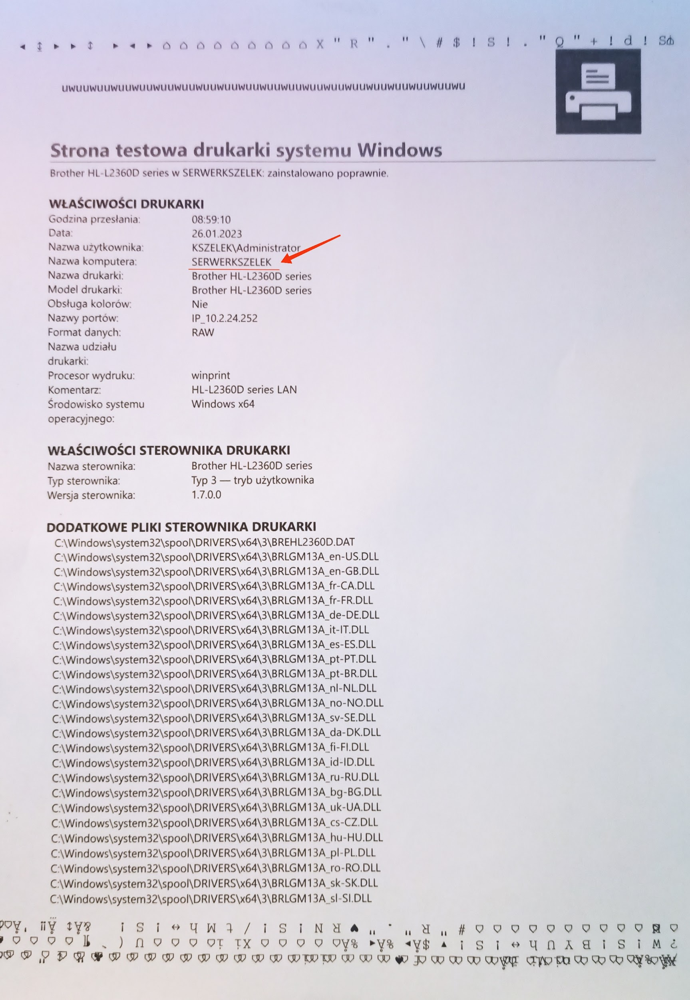 X " R " . " \ # $ ! S ! . " Q " + ! d ! S
Strona testowa drukarki systemu Windows
Brother HL-L2360D series w SERWERKSZELEK: zainstalowano poprawnie.
WŁAŚCIWOŚCI DRUKARKI
Godzina przesłania: 08:59:10
Data: 26.01.2023
Nazwa użytkownika: KSZELEK\Administrator
Nazwa komputera: SERWERKSZELEK
Nazwa drukarki: Brother HL-L2360D series
Model drukarki: Brother HL-L2360D series
Obsługa kolorów: Nie
Nazwy portów: IP_10.2.24.252
Format danych: RAW
Nazwa udziału
drukarki:
Procesor wydruku: winprint
Komentarz: HL-L2360D series LAN
Środowisko systemu Windows x64
operacyjnego:
WŁAŚCIWOŚCI STEROWNIKA DRUKARKI
Nazwa sterownika: Brother HL-L2360D series
Typ sterownika: Typ 3 — tryb użytkownika
Wersja sterownika: 1.7.0.0
DODATKOWE PLIKI STEROWNIKA DRUKARKI
C:\Windows\system32\spool\DRIVERS\x64\3\BREHL2360D.DAT
C:\Windows\system32\spool\DRIVERS\x64\3\BRLGM13A_en-US.DLL
C:\Windows\system32\spool\DRIVERS\x64\3\BRLGM13A_en-GB.DLL
C:\Windows\system32\spool\DRIVERS\x64\3\BRLGM13A_fr-CA.DLL
C:\Windows\system32\spool\DRIVERS\x64\3\BRLGM13A_fr-FR.DLL
C:\Windows\system32\spool\DRIVERS\x64\3\BRLGM13A_de-DE.DLL
C:\Windows\system32\spool\DRIVERS\x64\3\BRLGM13A_it-IT.DLL
C:\Windows\system32\spool\DRIVERS\x64\3\BRLGM13A_es-ES.DLL
C:\Windows\system32\spool\DRIVERS\x64\3\BRLGM13A_pt-PT.DLL
C:\Windows\system32\spool\DRIVERS\x64\3\BRLGM13A_pt-BR.DLL
C:\Windows\system32\spool\DRIVERS\x64\3\BRLGM13A_nl-NL.DLL
C:\Windows\system32\spool\DRIVERS\x64\3\BRLGM13A_no-NO.DLL
C:\Windows\system32\spool\DRIVERS\x64\3\BRLGM13A_sv-SE.DLL
C:\Windows\system32\spool\DRIVERS\x64\3\BRLGM13A_da-DK.DLL
C:\Windows\system32\spool\DRIVERS\x64\3\BRLGM13A_fi-FI.DLL
C:\Windows\system32\spool\DRIVERS\x64\3\BRLGM13A_id-ID.DLL
C:\Windows\system32\spool\DRIVERS\x64\3\BRLGM13A_ru-RU.DLL
C:\Windows\system32\spool\DRIVERS\x64\3\BRLGM13A_bg-BG.DLL
C:\Windows\system32\spool\DRIVERS\x64\3\BRLGM13A_uk-UA.DLL
C:\Windows\system32\spool\DRIVERS\x64\3\BRLGM13A_cs-CZ.DLL
C:\Windows\system32\spool\DRIVERS\x64\3\BRLGM13A_hu-HU.DLL
C:\Windows\system32\spool\DRIVERS\x64\3\BRLGM13A_pl-PL.DLL
C:\Windows\system32\spool\DRIVERS\x64\3\BRLGM13A_ro-RO.DLL
C:\Windows\system32\spool\DRIVERS\x64\3\BRLGM13A_sk-SK.DLL
C:\Windows\system32\spool\DRIVERS\x64\3\BRLGM13A_sl-SI.DLL